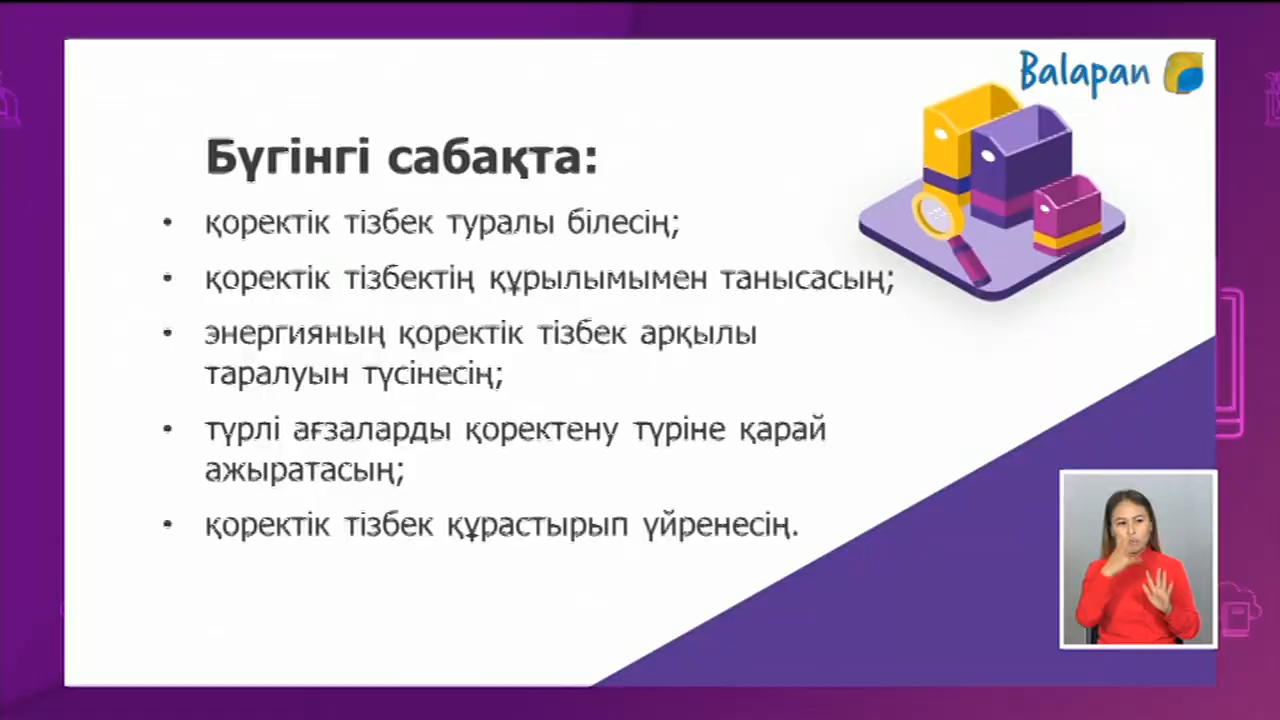 Balapan
Бүгінгі сабақта:
• қоректік тізбек туралы білесің;
• қоректік тізбектің құрылымымен танысасың;
• энергияның қоректік тізбек арқылы
таралуын түсінесің;
• түрлі ағзаларды қоректену түріне қарай
ажыратасың;
• қоректік тізбек құрастырып үйренесің.